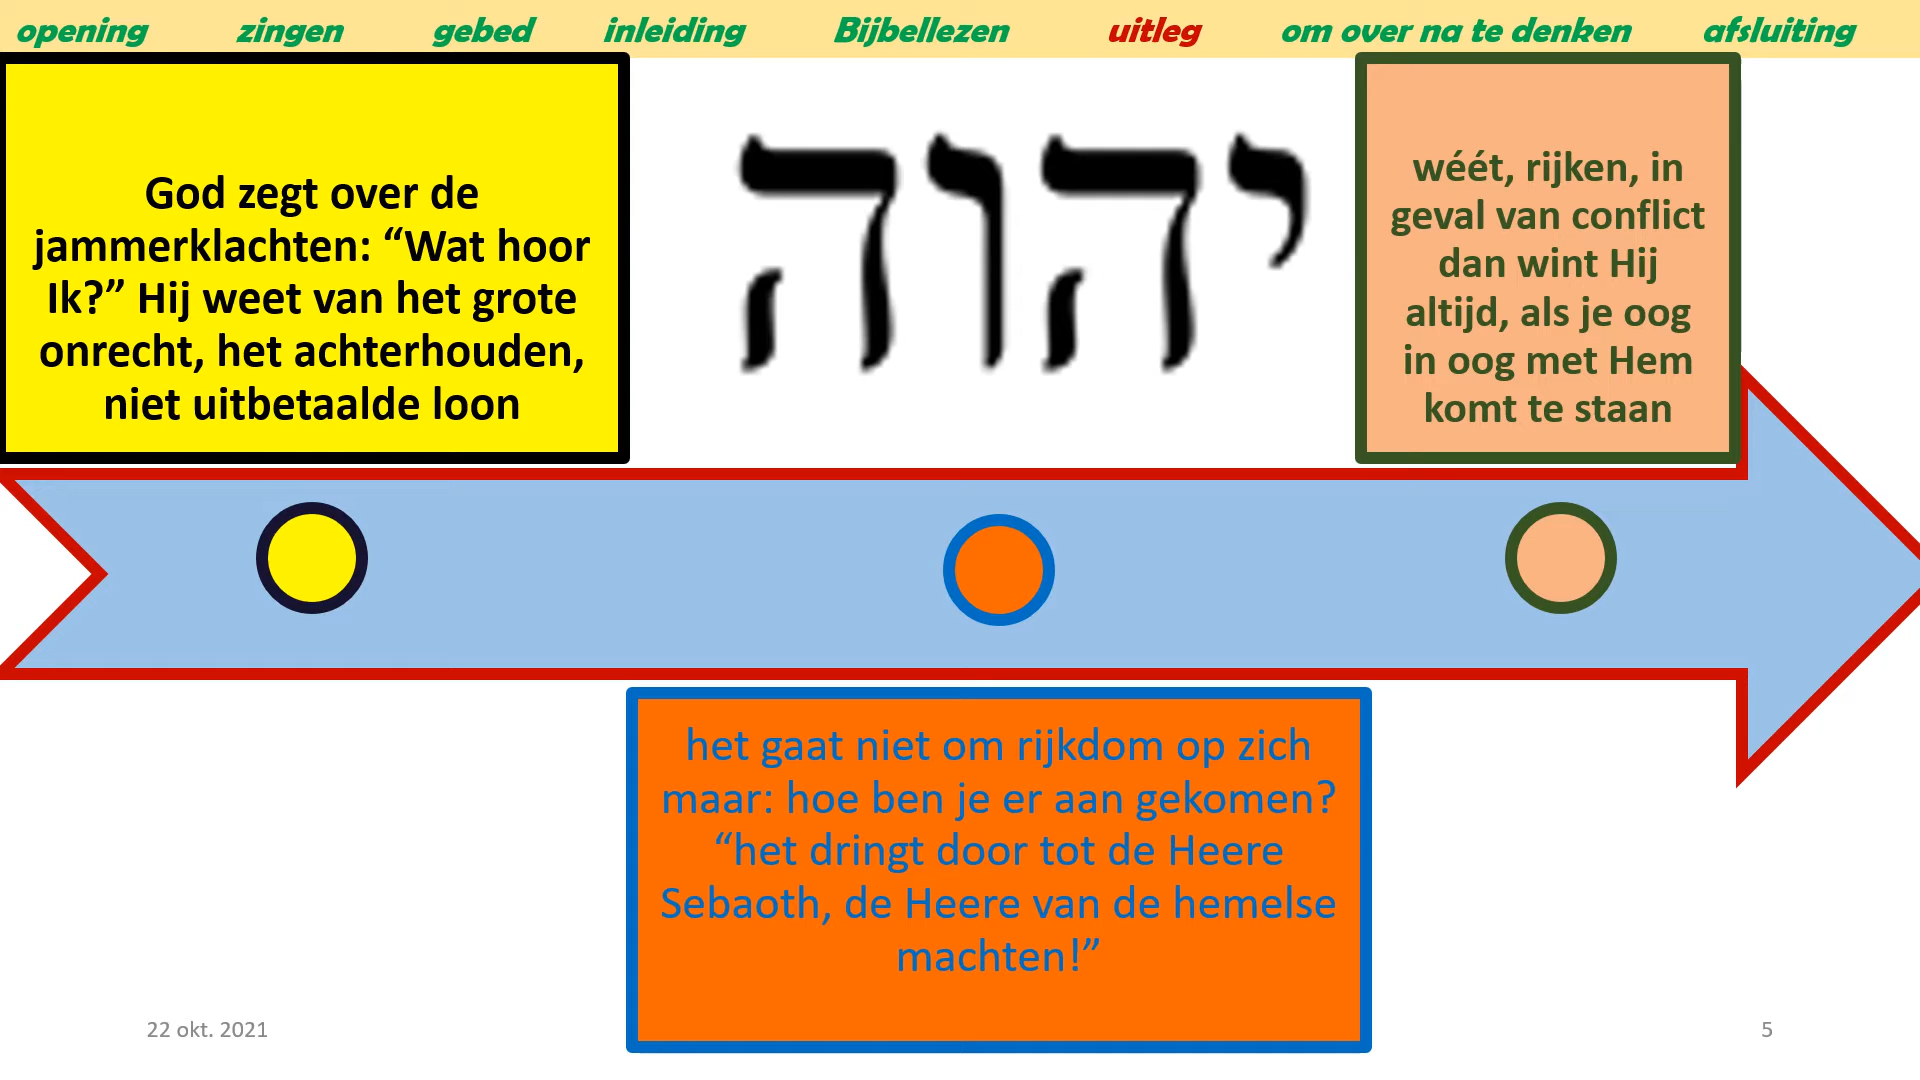 opening zingen gebed inleiding Bijbellezen uitleg om over na te denken afsluiting
God zegt over de
jammerklachten: “Wat hoor
Ik?” Hij weet van het grote
onrecht, het achterhouden,
niet uitbetaalde loon
יהוה
wéét, rijken, in
geval van conflict
dan wint Hij
altijd, als je oog
in oog met Hem
komt te staan
het gaat niet om rijkdom op zich
maar: hoe ben je er aan gekomen?
“het dringt door tot de Heere
Sebaoth, de Heere van de hemelse
machten!”
22 okt. 2021
5